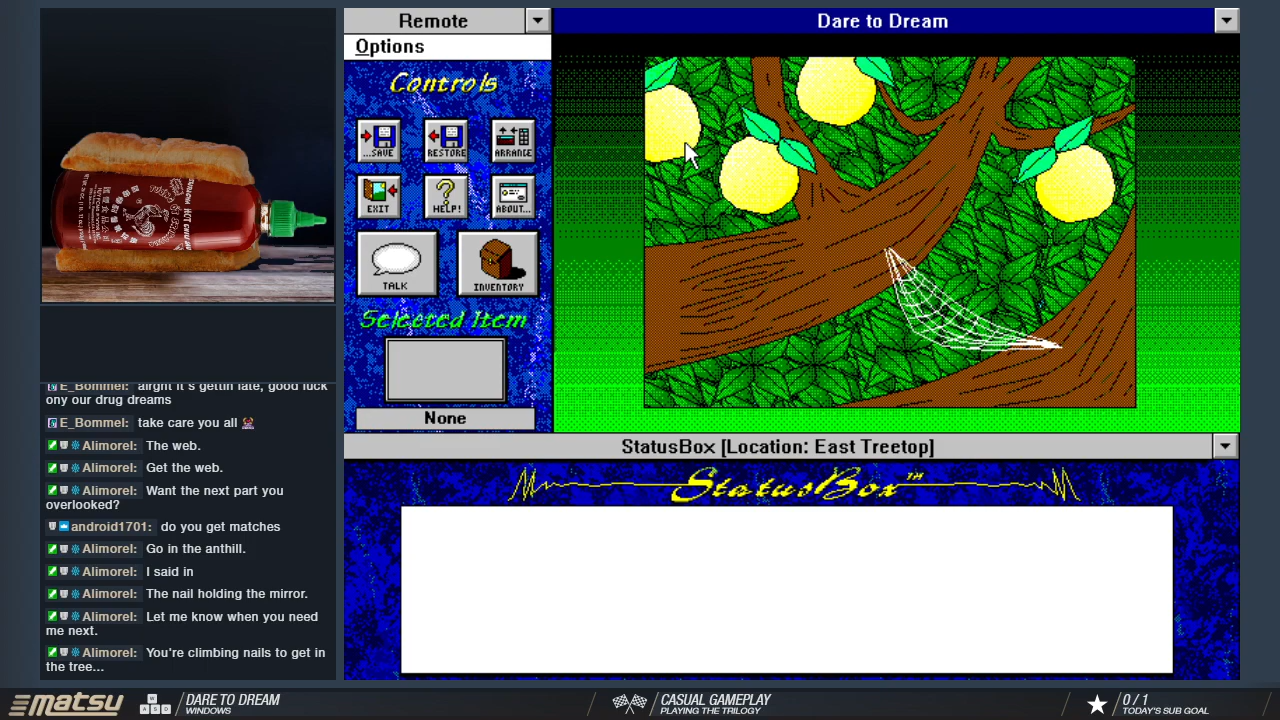 Remote
Dare to Dream
Options
Controls
...SAVE
RESTORE
ARRANGE
EXIT
HELP!
ABOUT...
TALK
INVENTORY
Selected Item
None
StatusBox [Location: East Treetop]
StatusBox™
E_Bommel: alright it's gettin late, good luck
ony our drug dreams
E_Bommel: take care you all
Alimorel: The web.
Alimorel: Get the web.
Alimorel: Want the next part you
overlooked?
android1701: do you get matches
Alimorel: Go in the anthill.
Alimorel: I said in
Alimorel: The nail holding the mirror.
Alimorel: Let me know when you need
me next.
Alimorel: You're climbing nails to get in
the tree...
MATSU
W
A S D
DARE TO DREAM
WINDOWS
CASUAL GAMEPLAY
PLAYING THE TRILOGY
0 / 1
TODAY'S SUB GOAL